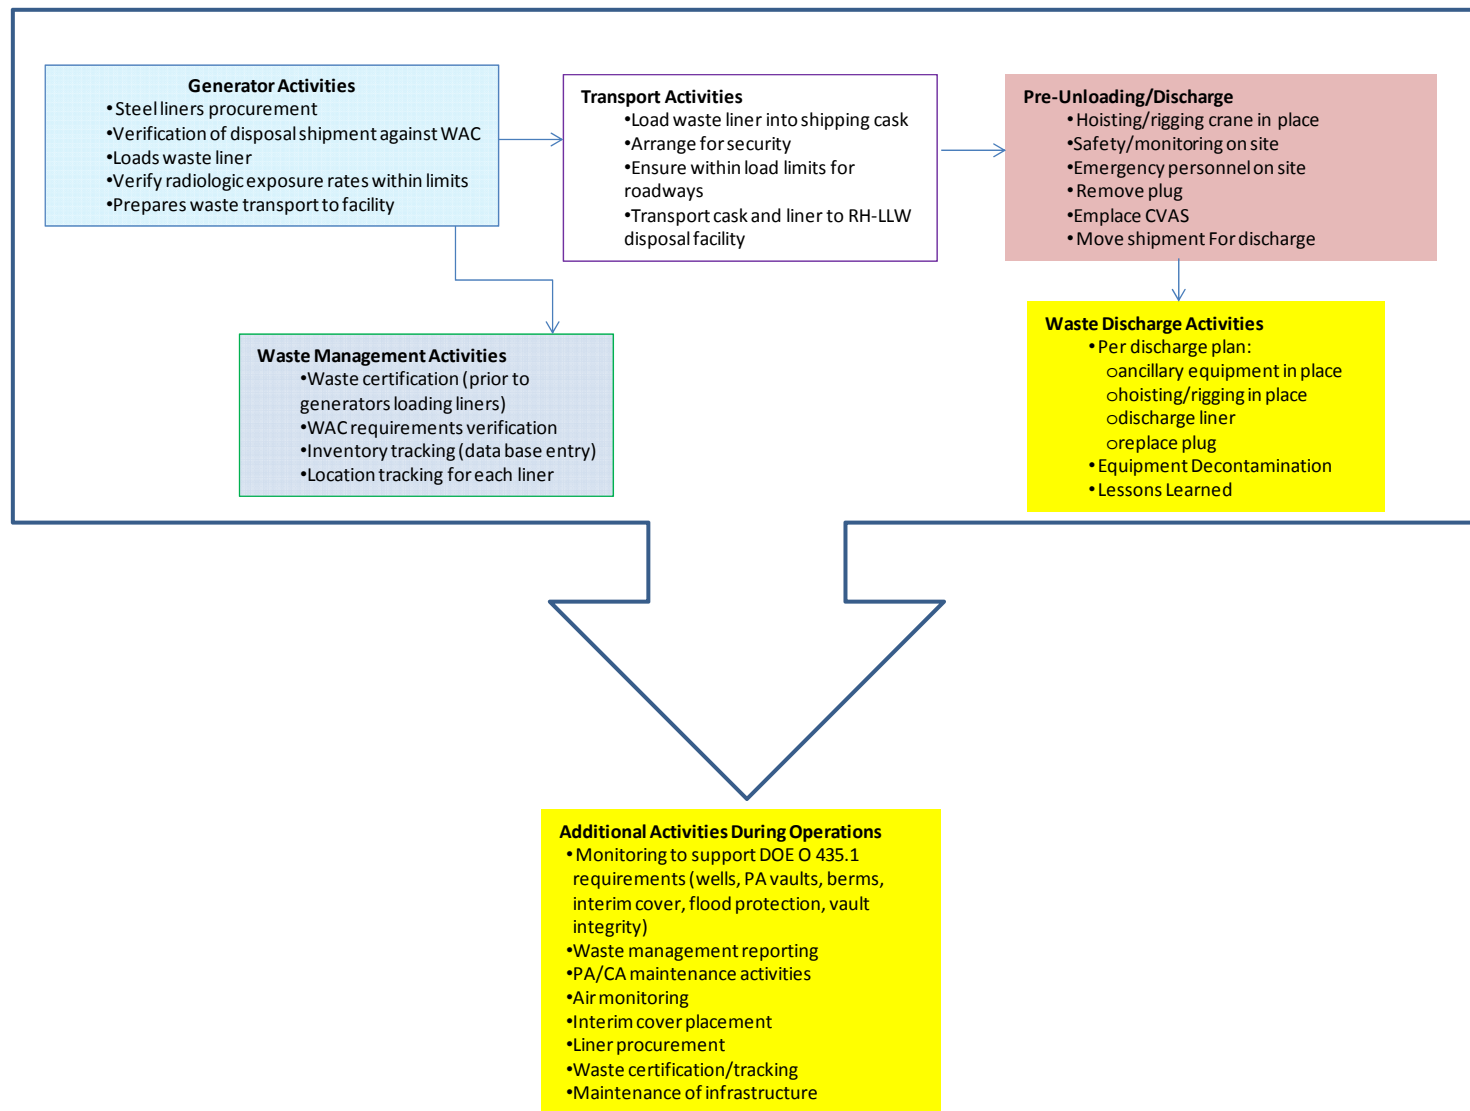 Generator Activities
•Steel liners procurement
•Verification of disposal shipment against WAC
•Loads waste liner
•Verify radiologic exposure rates within limits
•Prepares waste transport to facility
Transport Activities
•Load waste liner into shipping cask
•Arrange for security
•Ensure within load limits for
roadways
•Transport cask and liner to RH-LLW
disposal facility
Pre-Unloading/Discharge
•Hoisting/rigging crane in place
•Safety/monitoring on site
•Emergency personnel on site
•Remove plug
•Emplace CVAS
•Move shipment For discharge
Waste Management Activities
•Waste certification (prior to
generators loading liners)
•WAC requirements verification
•Inventory tracking (data base entry)
•Location tracking for each liner
Waste Discharge Activities
•Per discharge plan:
oancillary equipment in place
ohoisting/rigging in place
odischarge liner
oreplace plug
•Equipment Decontamination
•Lessons Learned
Additional Activities During Operations
•Monitoring to support DOE O 435.1
requirements (wells, PA vaults, berms,
interim cover, flood protection, vault
integrity)
•Waste management reporting
•PA/CA maintenance activities
•Air monitoring
•Interim cover placement
•Liner procurement
•Waste certification/tracking
•Maintenance of infrastructure